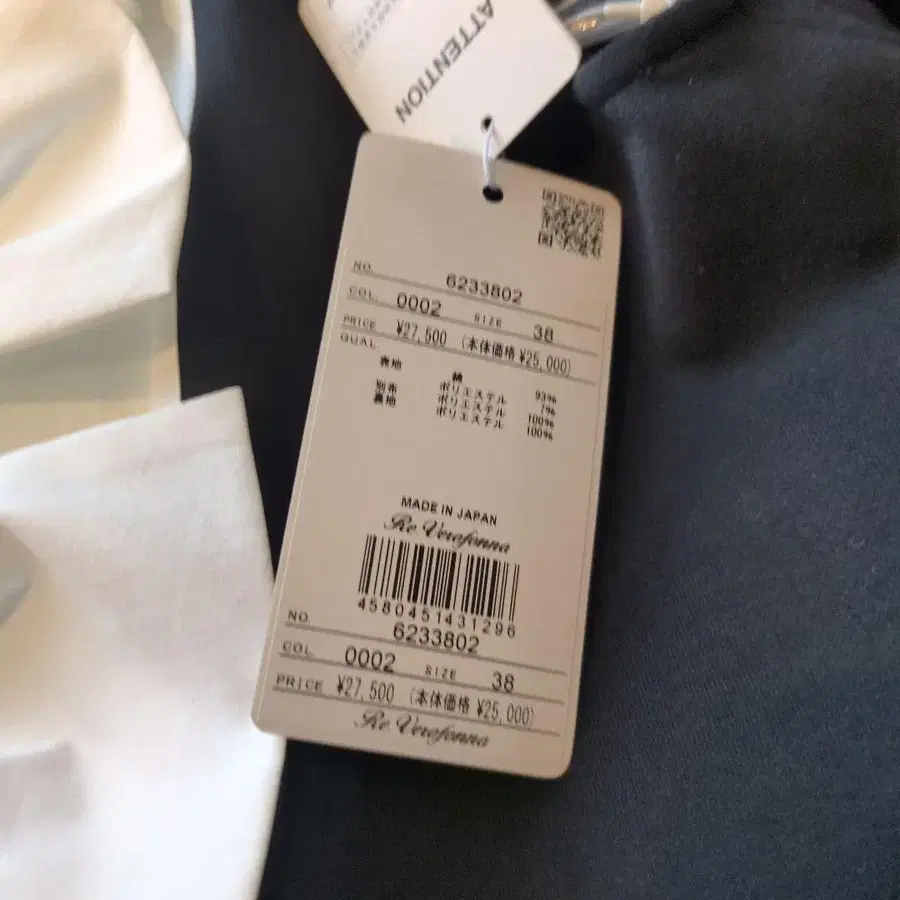 ATTENTION
NO. 6233802
COL. 0002 SIZE 38
PRICE ¥27,500 (本体価格 ¥25,000)
QUAL.
表地 綿 93%
ポリエステル 7%
別布 ポリエステル 100%
裏地 ポリエステル 100%
MADE IN JAPAN
Re Verofonna
4580451431296
NO. 6233802
COL. 0002 SIZE 38
PRICE ¥27,500 (本体価格 ¥25,000)
Re Verofonna